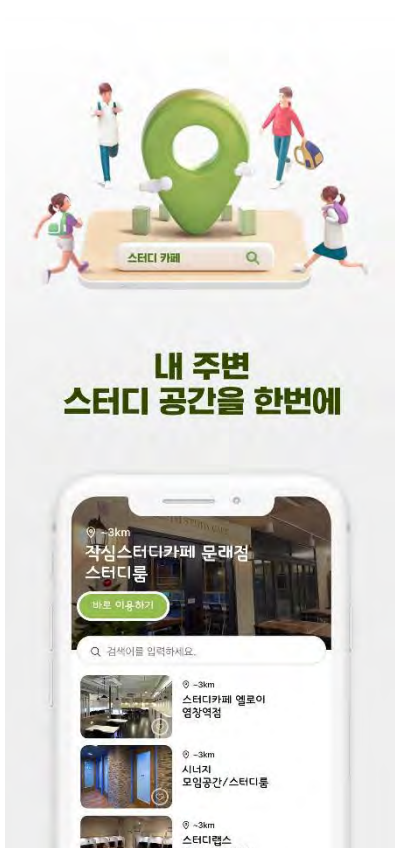 스터디 카페
내 주변
스터디 공간을 한번에
~3km
작심스터디카페 문래점
스터디룸
바로 이용하기
검색어를 입력하세요.
~3km
스터디카페 엘로이
염창역점
~3km
시너지
모임공간/스터디룸
~3km
스터디랩스